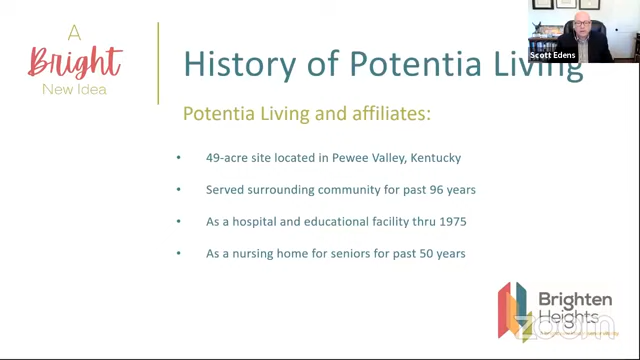 A
Bright
New Idea
History of Potentia Living
Scott Edens
Potentia Living and affiliates:
• 49-acre site located in Pewee Valley, Kentucky
• Served surrounding community for past 96 years
• As a hospital and educational facility thru 1975
• As a nursing home for seniors for past 50 years
Brighten
Heights
zoom